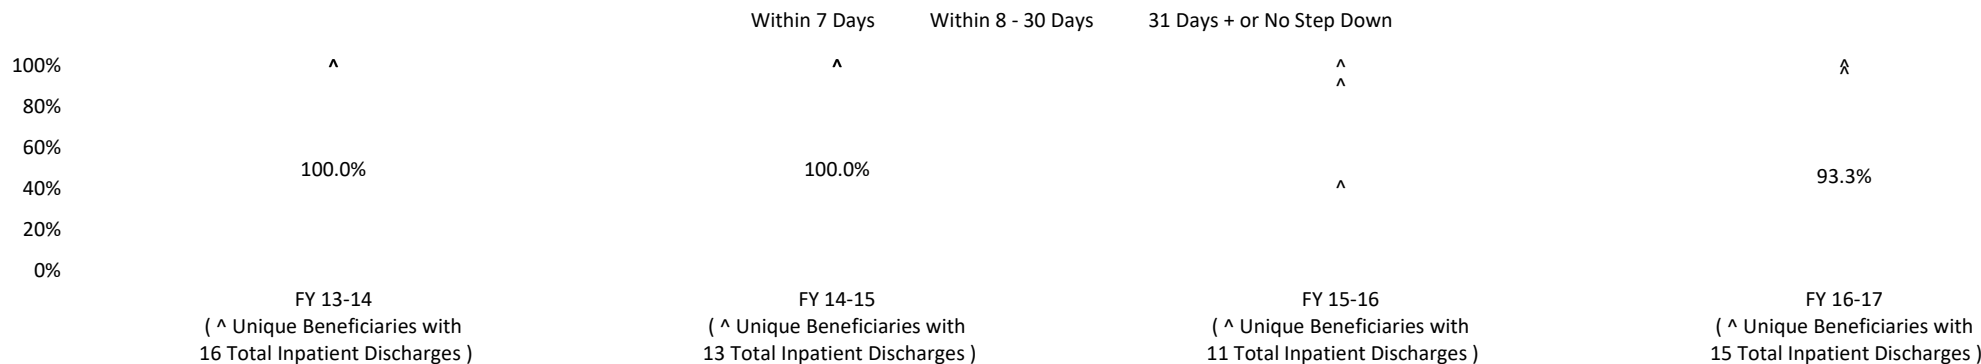 Within 7 Days Within 8 - 30 Days 31 Days + or No Step Down
100% ^ ^ ^ ^
^ ^
80%
60%
100.0% 100.0% 93.3%
40% ^
20%
0%
FY 13-14 FY 14-15 FY 15-16 FY 16-17
( ^ Unique Beneficiaries with ( ^ Unique Beneficiaries with ( ^ Unique Beneficiaries with ( ^ Unique Beneficiaries with
16 Total Inpatient Discharges ) 13 Total Inpatient Discharges ) 11 Total Inpatient Discharges ) 15 Total Inpatient Discharges )